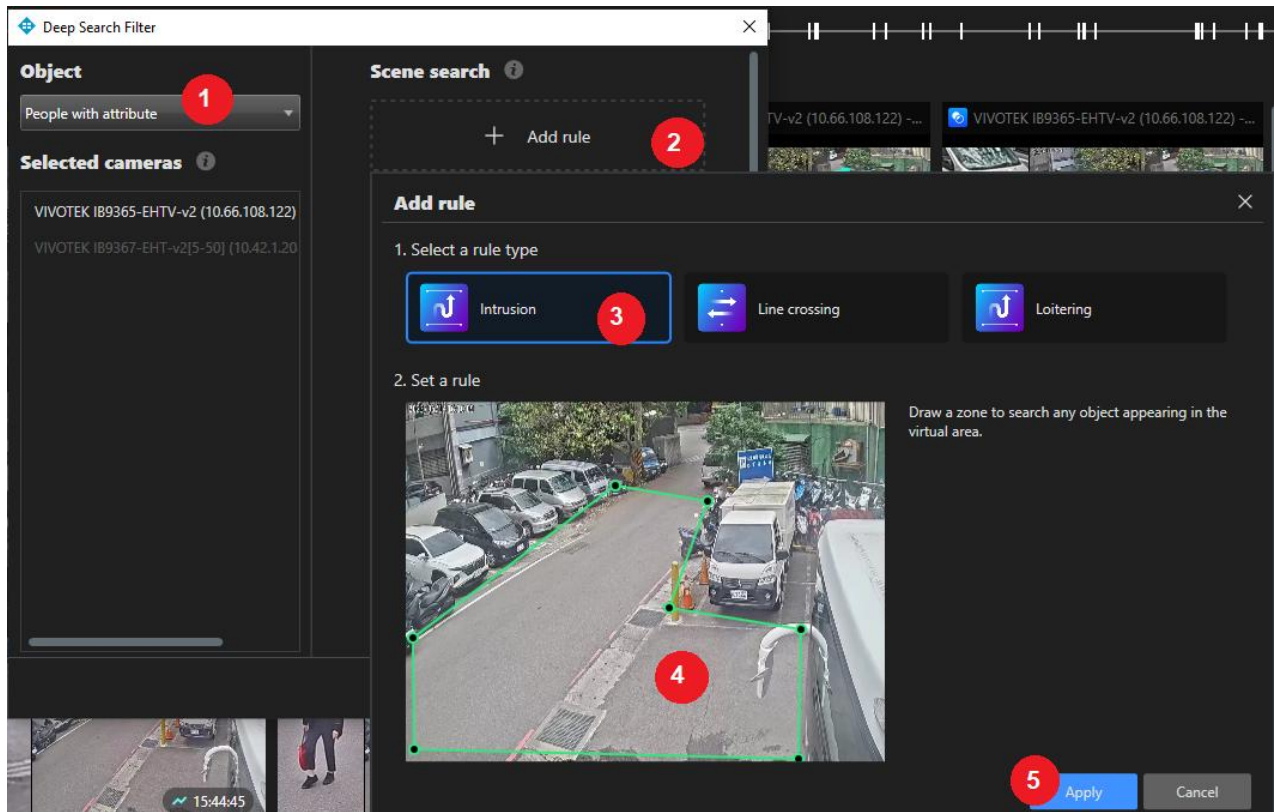 Deep Search Filter
Object
1
People with attribute
Selected cameras
VIVOTEK IB9365-EHTV-v2 (10.66.108.122)
VIVOTEK IB9367-EHT-v2[5-50] (10.42.1.20
Scene search
+ Add rule
2
TV-v2 (10.66.108.122) -...
VIVOTEK IB9365-EHTV-v2 (10.66.108.122) -...
Add rule
1. Select a rule type
Intrusion
3
Line crossing
Loitering
2. Set a rule
Draw a zone to search any object appearing in the
virtual area.
4
15:44:45
5
Apply
Cancel